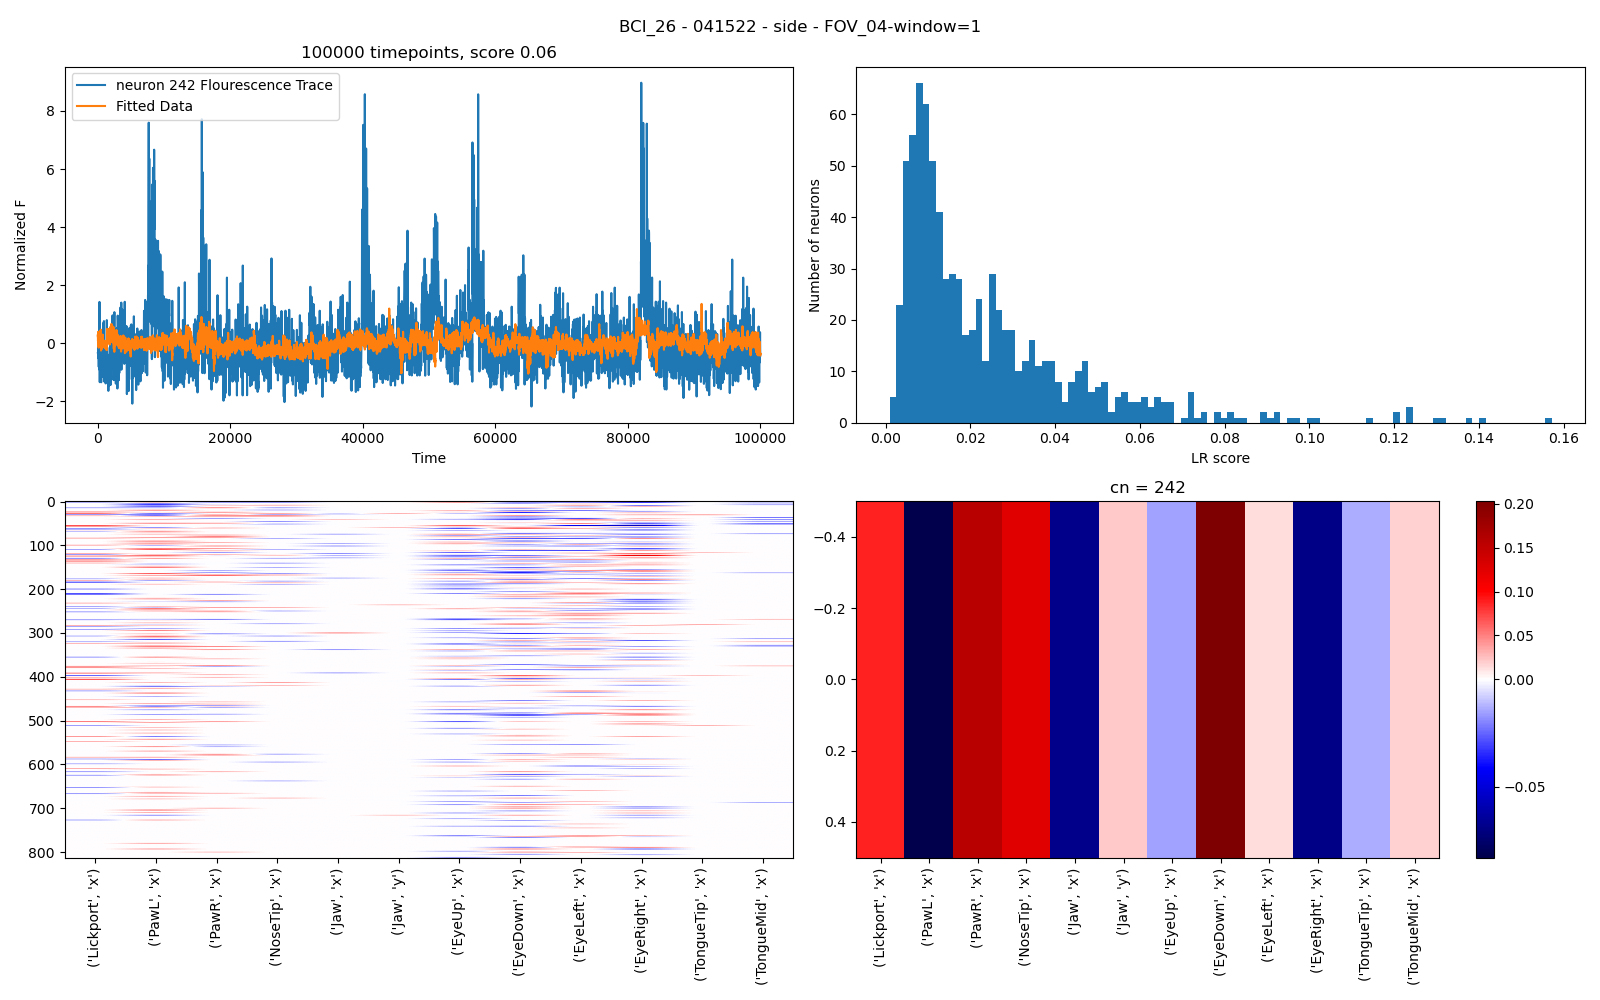 BCI_26 - 041522 - side - FOV_04-window=1
100000 timepoints, score 0.06
neuron 242 Flourescence Trace
Fitted Data
Normalized F
8
6
4
2
0
−2
0 20000 40000 60000 80000 100000
Time
Number of neurons
60
50
40
30
20
10
0
0.00 0.02 0.04 0.06 0.08 0.10 0.12 0.14 0.16
LR score
0
100
200
300
400
500
600
700
800
('Lickport', 'x')
('PawL', 'x')
('PawR', 'x')
('NoseTip', 'x')
('Jaw', 'x')
('Jaw', 'y')
('EyeUp', 'x')
('EyeDown', 'x')
('EyeLeft', 'x')
('EyeRight', 'x')
('TongueTip', 'x')
('TongueMid', 'x')
cn = 242
−0.4
−0.2
0.0
0.2
0.4
('Lickport', 'x')
('PawL', 'x')
('PawR', 'x')
('NoseTip', 'x')
('Jaw', 'x')
('Jaw', 'y')
('EyeUp', 'x')
('EyeDown', 'x')
('EyeLeft', 'x')
('EyeRight', 'x')
('TongueTip', 'x')
('TongueMid', 'x')
0.20
0.15
0.10
0.05
0.00
−0.05